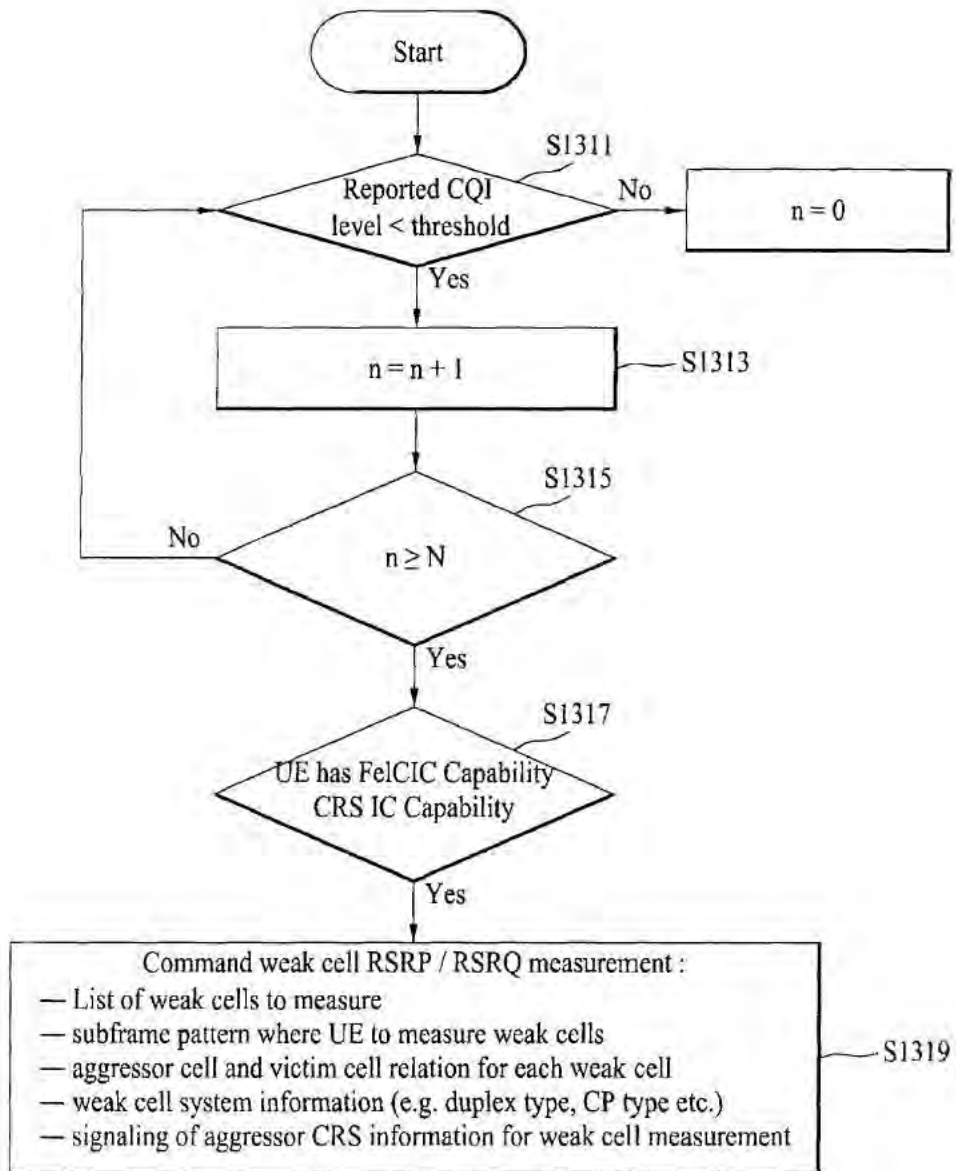 Start
S1311
Reported CQI
level < threshold
No
n = 0
Yes
n = n + 1
S1313
S1315
No
n ≥ N
Yes
S1317
UE has FelCIC Capability
CRS IC Capability
Yes
Command weak cell RSRP / RSRQ measurement :
— List of weak cells to measure
— subframe pattern where UE to measure weak cells
— aggressor cell and victim cell relation for each weak cell
— weak cell system information (e.g. duplex type, CP type etc.)
— signaling of aggressor CRS information for weak cell measurement
S1319